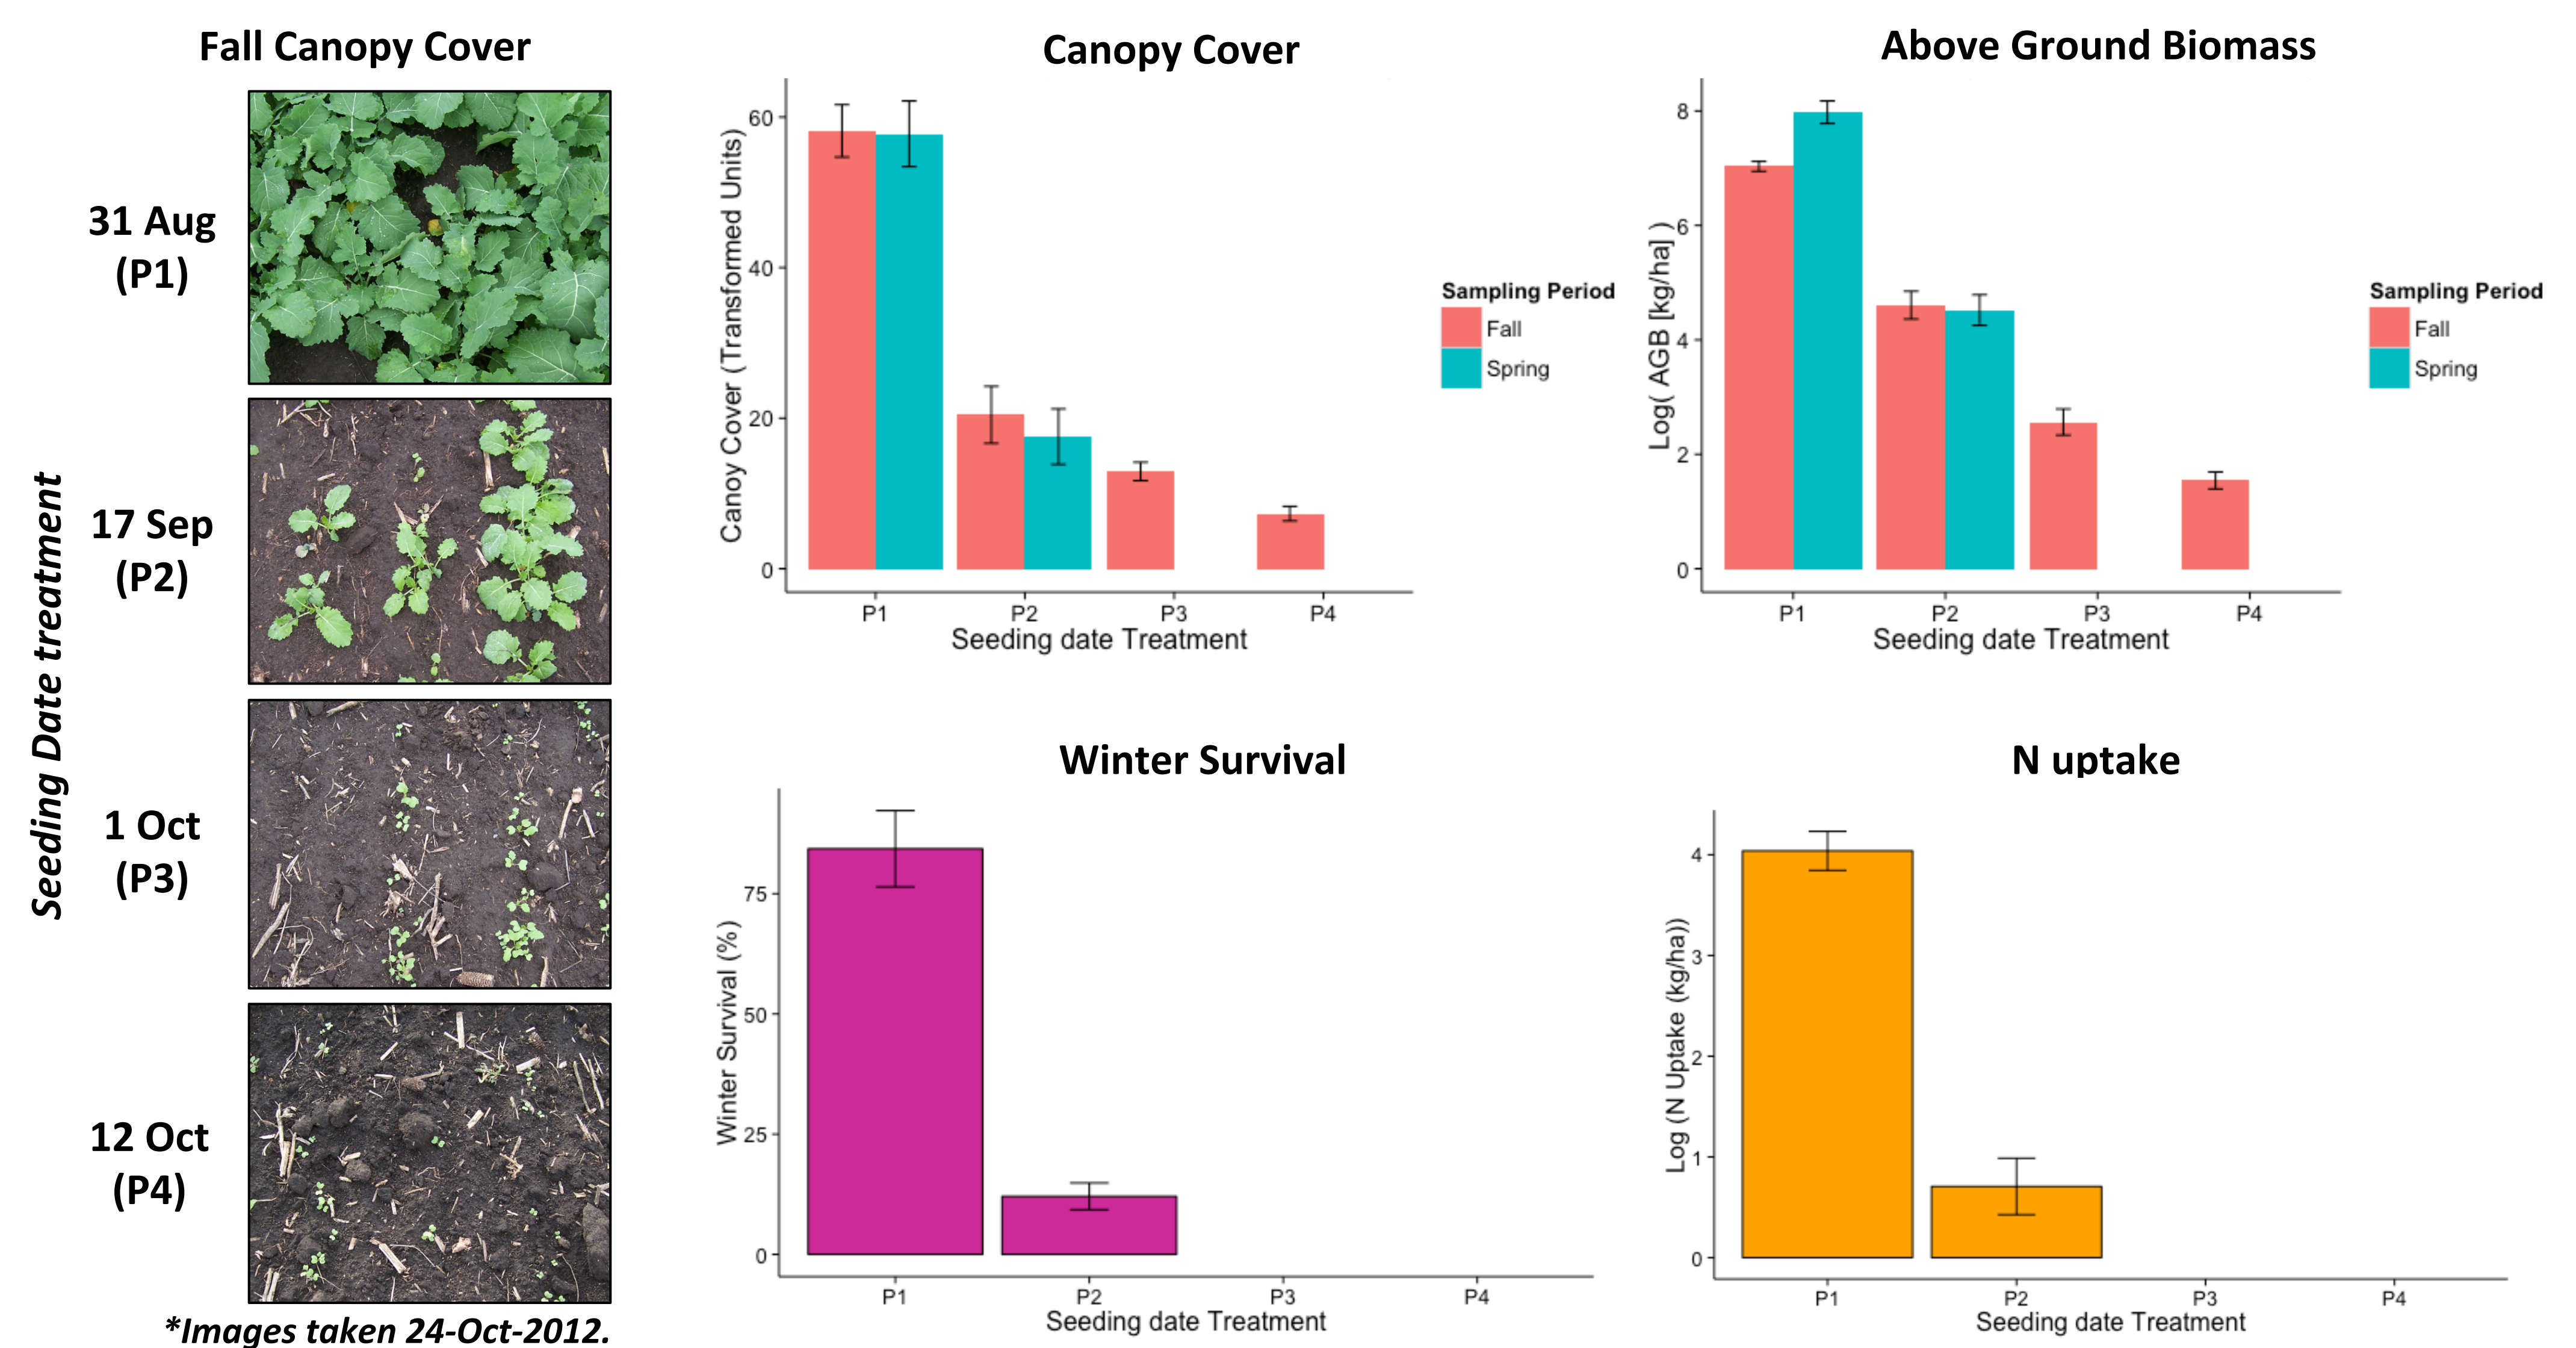 Fall Canopy Cover
Seeding Date treatment
31 Aug
(P1)
17 Sep
(P2)
1 Oct
(P3)
12 Oct
(P4)
*Images taken 24-Oct-2012.
Canopy Cover
Canoy Cover (Transformed Units)
60
40
20
0
P1 P2 P3 P4
Seeding date Treatment
Sampling Period
Fall
Spring
Above Ground Biomass
Log( AGB [kg/ha] )
8
6
4
2
0
P1 P2 P3 P4
Seeding date Treatment
Sampling Period
Fall
Spring
Winter Survival
Winter Survival (%)
75
50
25
0
P1 P2 P3 P4
Seeding date Treatment
N uptake
Log (N Uptake (kg/ha))
4
3
2
1
0
P1 P2 P3 P4
Seeding date Treatment